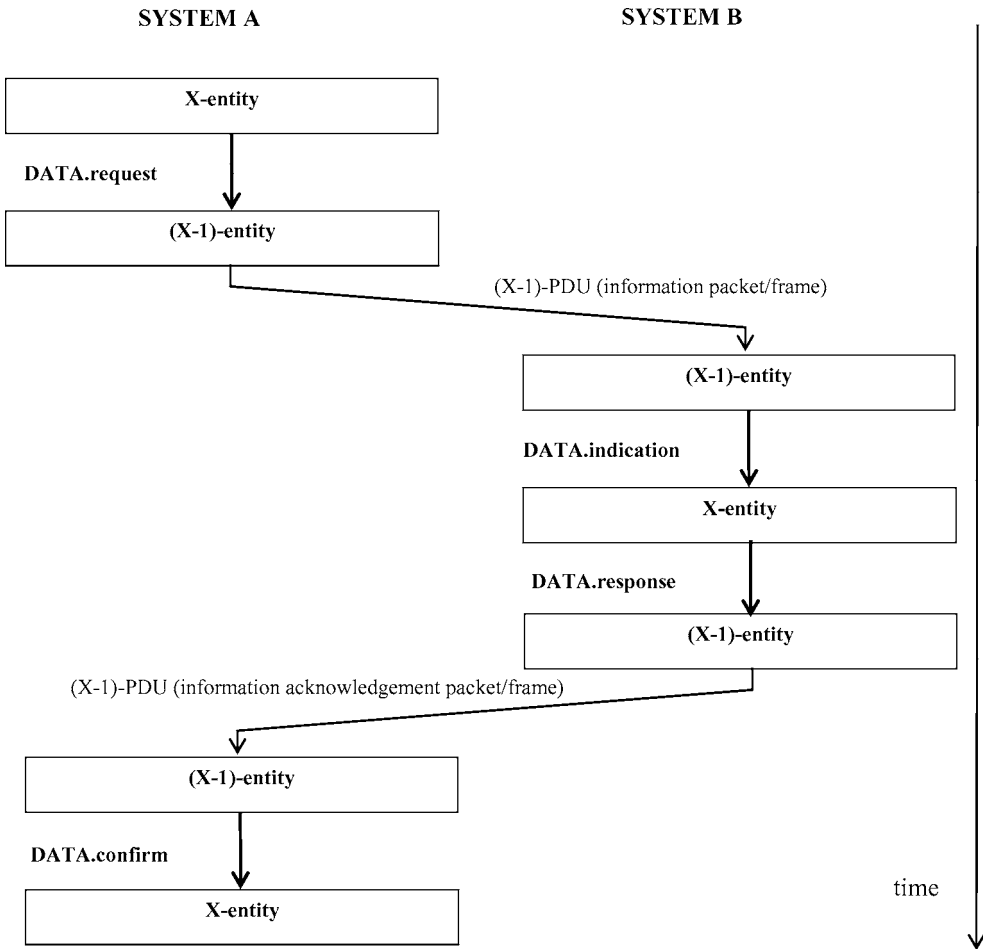 SYSTEM A
SYSTEM B
X-entity
DATA.request
(X-1)-entity
(X-1)-PDU (information packet/frame)
(X-1)-entity
DATA.indication
X-entity
DATA.response
(X-1)-entity
(X-1)-PDU (information acknowledgement packet/frame)
(X-1)-entity
DATA.confirm
time
X-entity